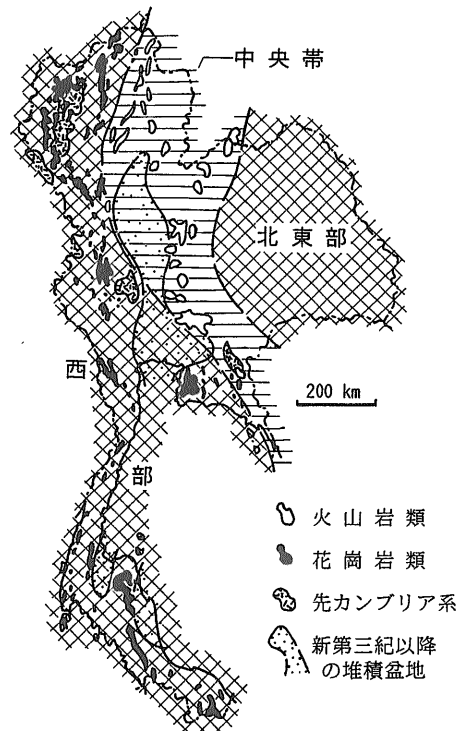 中央帯
北東部
西
部
200 km
火山岩類
花崗岩類
先カンブリア系
新第三紀以降
の堆積盆地